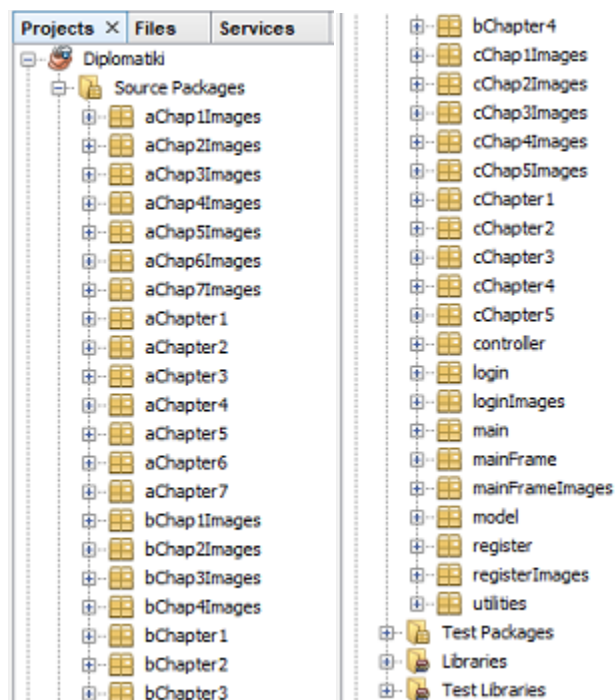 Projects × Files Services
Diplomatiki
Source Packages
aChap1Images
aChap2Images
aChap3Images
aChap4Images
aChap5Images
aChap6Images
aChap7Images
aChapter1
aChapter2
aChapter3
aChapter4
aChapter5
aChapter6
aChapter7
bChap1Images
bChap2Images
bChap3Images
bChap4Images
bChapter1
bChapter2
bChapter3
bChapter4
cChap1Images
cChap2Images
cChap3Images
cChap4Images
cChap5Images
cChapter1
cChapter2
cChapter3
cChapter4
cChapter5
controller
login
loginImages
main
mainFrame
mainFrameImages
model
register
registerImages
utilities
Test Packages
Libraries
Test Libraries